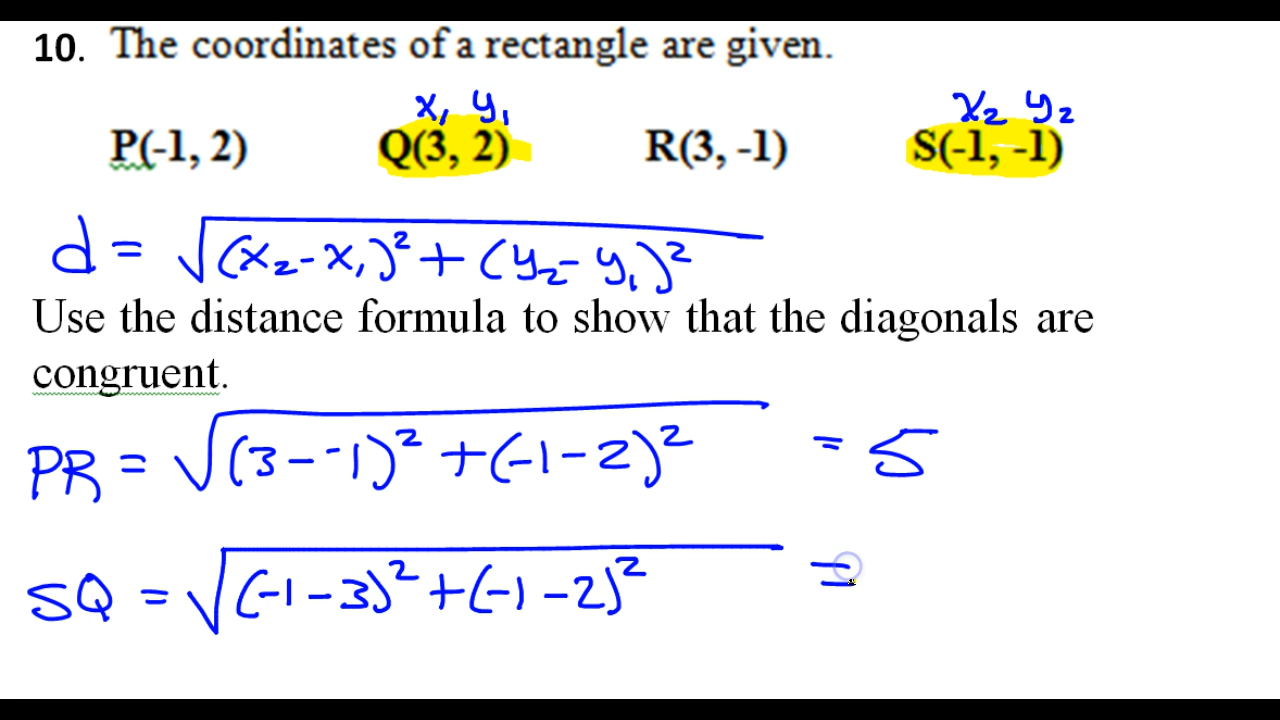 10. The coordinates of a rectangle are given.
x₁ y₁ x₂ y₂
P(-1, 2) Q(3, 2) R(3, -1) S(-1, -1)
d = √(x₂-x₁)² + (y₂-y₁)²
Use the distance formula to show that the diagonals are
congruent.
PR = √(3--1)² + (-1-2)² = 5
SQ = √(-1-3)² + (-1-2)² =